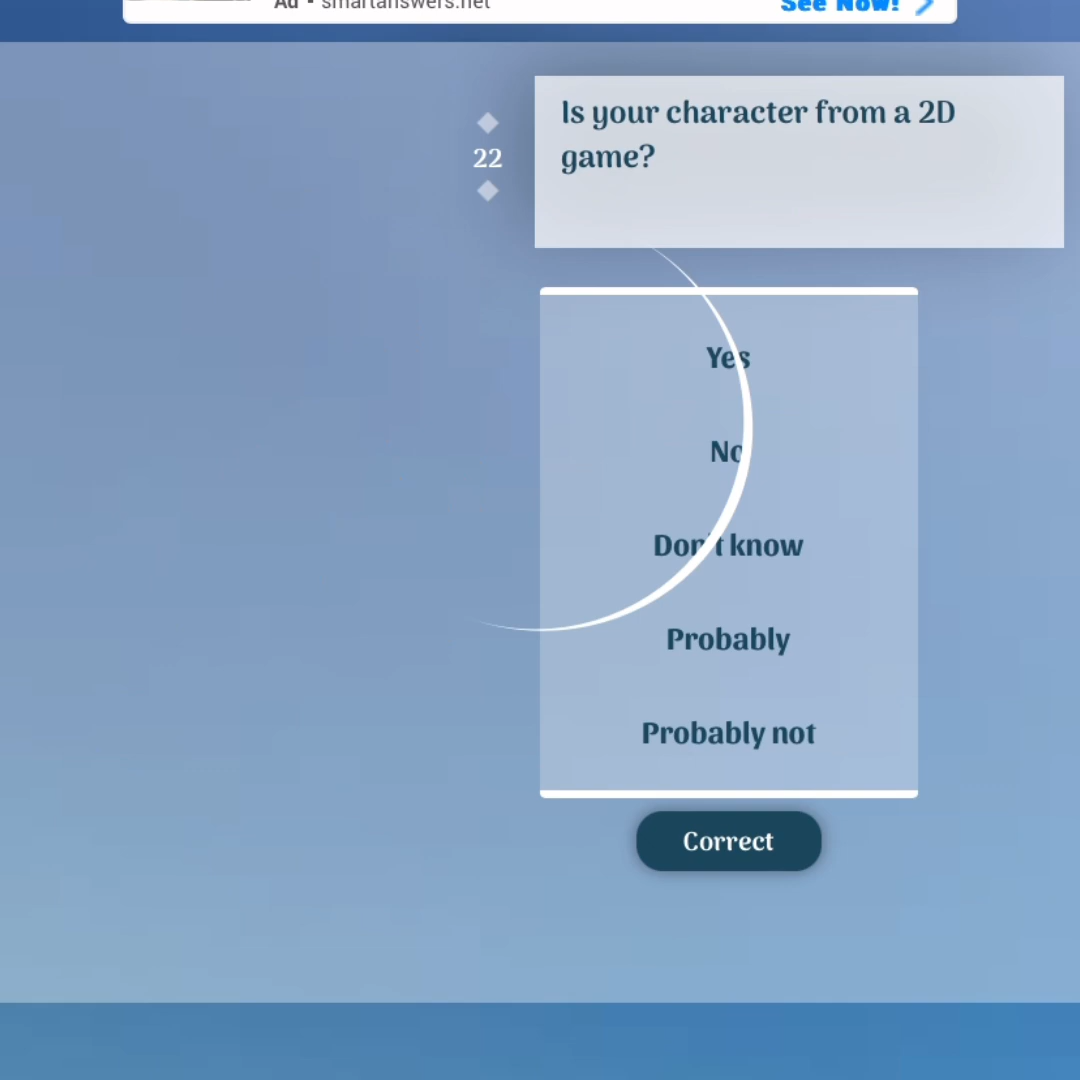 Ad • smartanswers.net
See Now!
22
Is your character from a 2D
game?
Yes
No
Don't know
Probably
Probably not
Correct